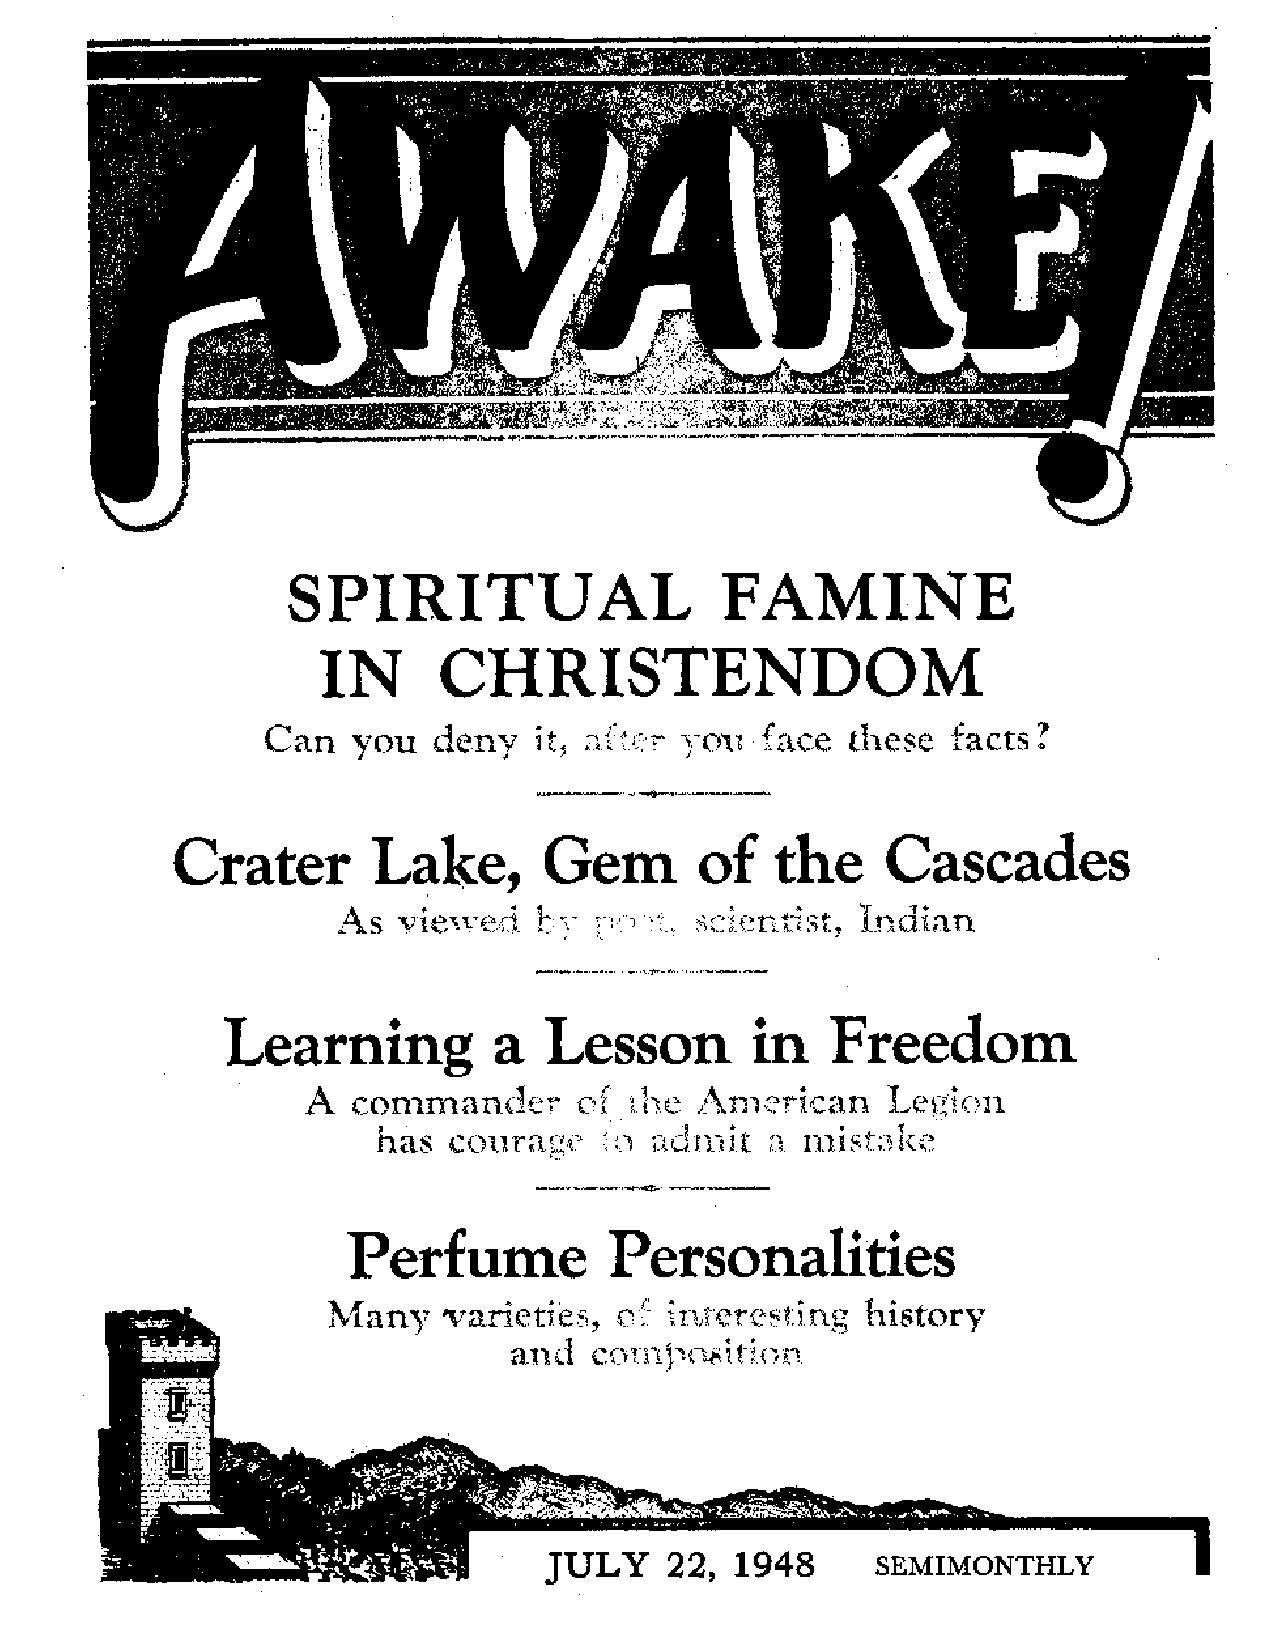 AWAKE!
SPIRITUAL FAMINE
IN CHRISTENDOM
Can you deny it, after you face these facts?
Crater Lake, Gem of the Cascades
As viewed by poet, scientist, Indian
Learning a Lesson in Freedom
A commander of the American Legion
has courage to admit a mistake
Perfume Personalities
Many varieties, of interesting history
and composition
JULY 22, 1948 SEMIMONTHLY